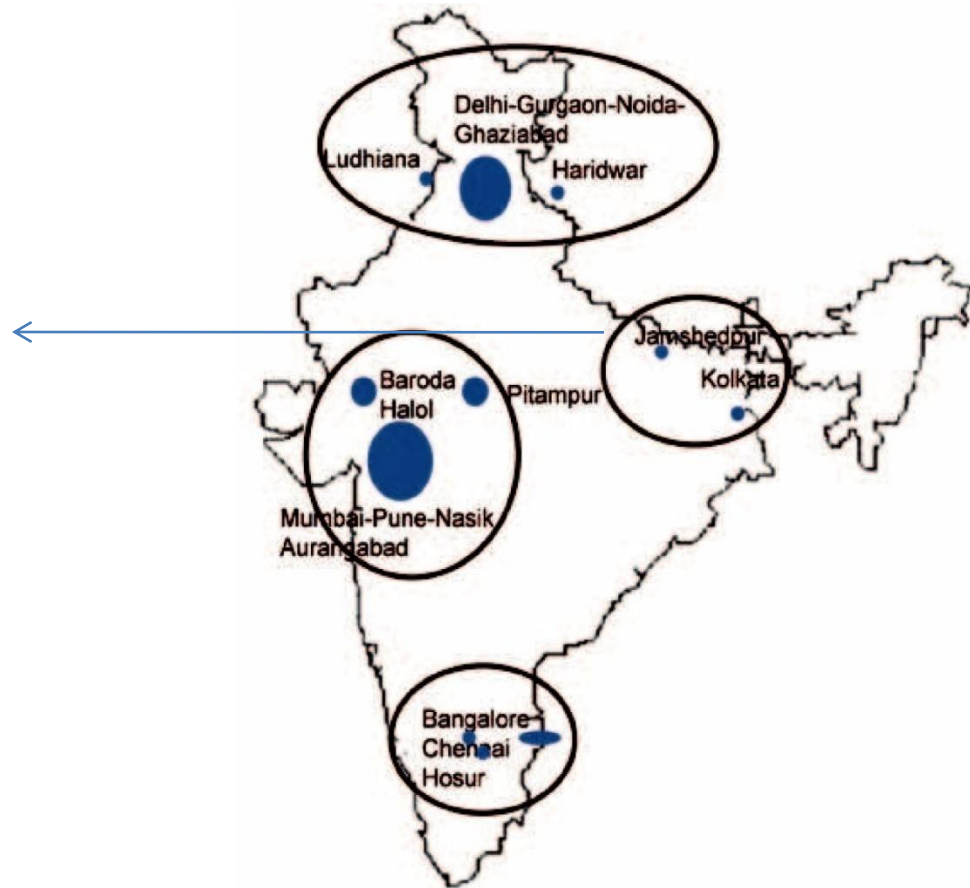 Delhi-Gurgaon-Noida-
Ghaziabad
Ludhiana
Haridwar
Jamshedpur
Kolkata
Baroda
Halol
Pitampur
Mumbai-Pune-Nasik
Aurangabad
Bangalore
Chennai
Hosur